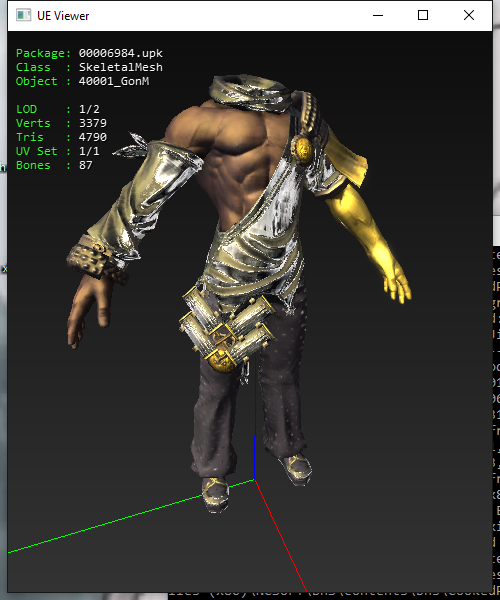 UE Viewer
Package: 00006984.upk
Class  : SkeletalMesh
Object : 40001_GonM
LOD    : 1/2
Verts  : 3379
Tris   : 4790
UV Set : 1/1
Bones  : 87